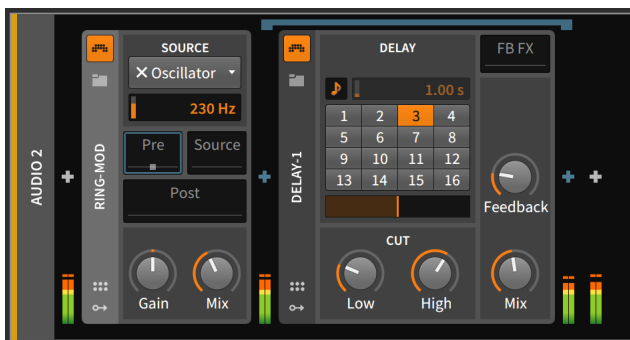 AUDIO 2
RING-MOD
SOURCE
Oscillator
230 Hz
Pre
Source
Post
Gain
Mix
DELAY-1
DELAY
1.00 s
1 2 3 4
5 6 7 8
9 10 11 12
13 14 15 16
CUT
Low
High
FB FX
Feedback
Mix